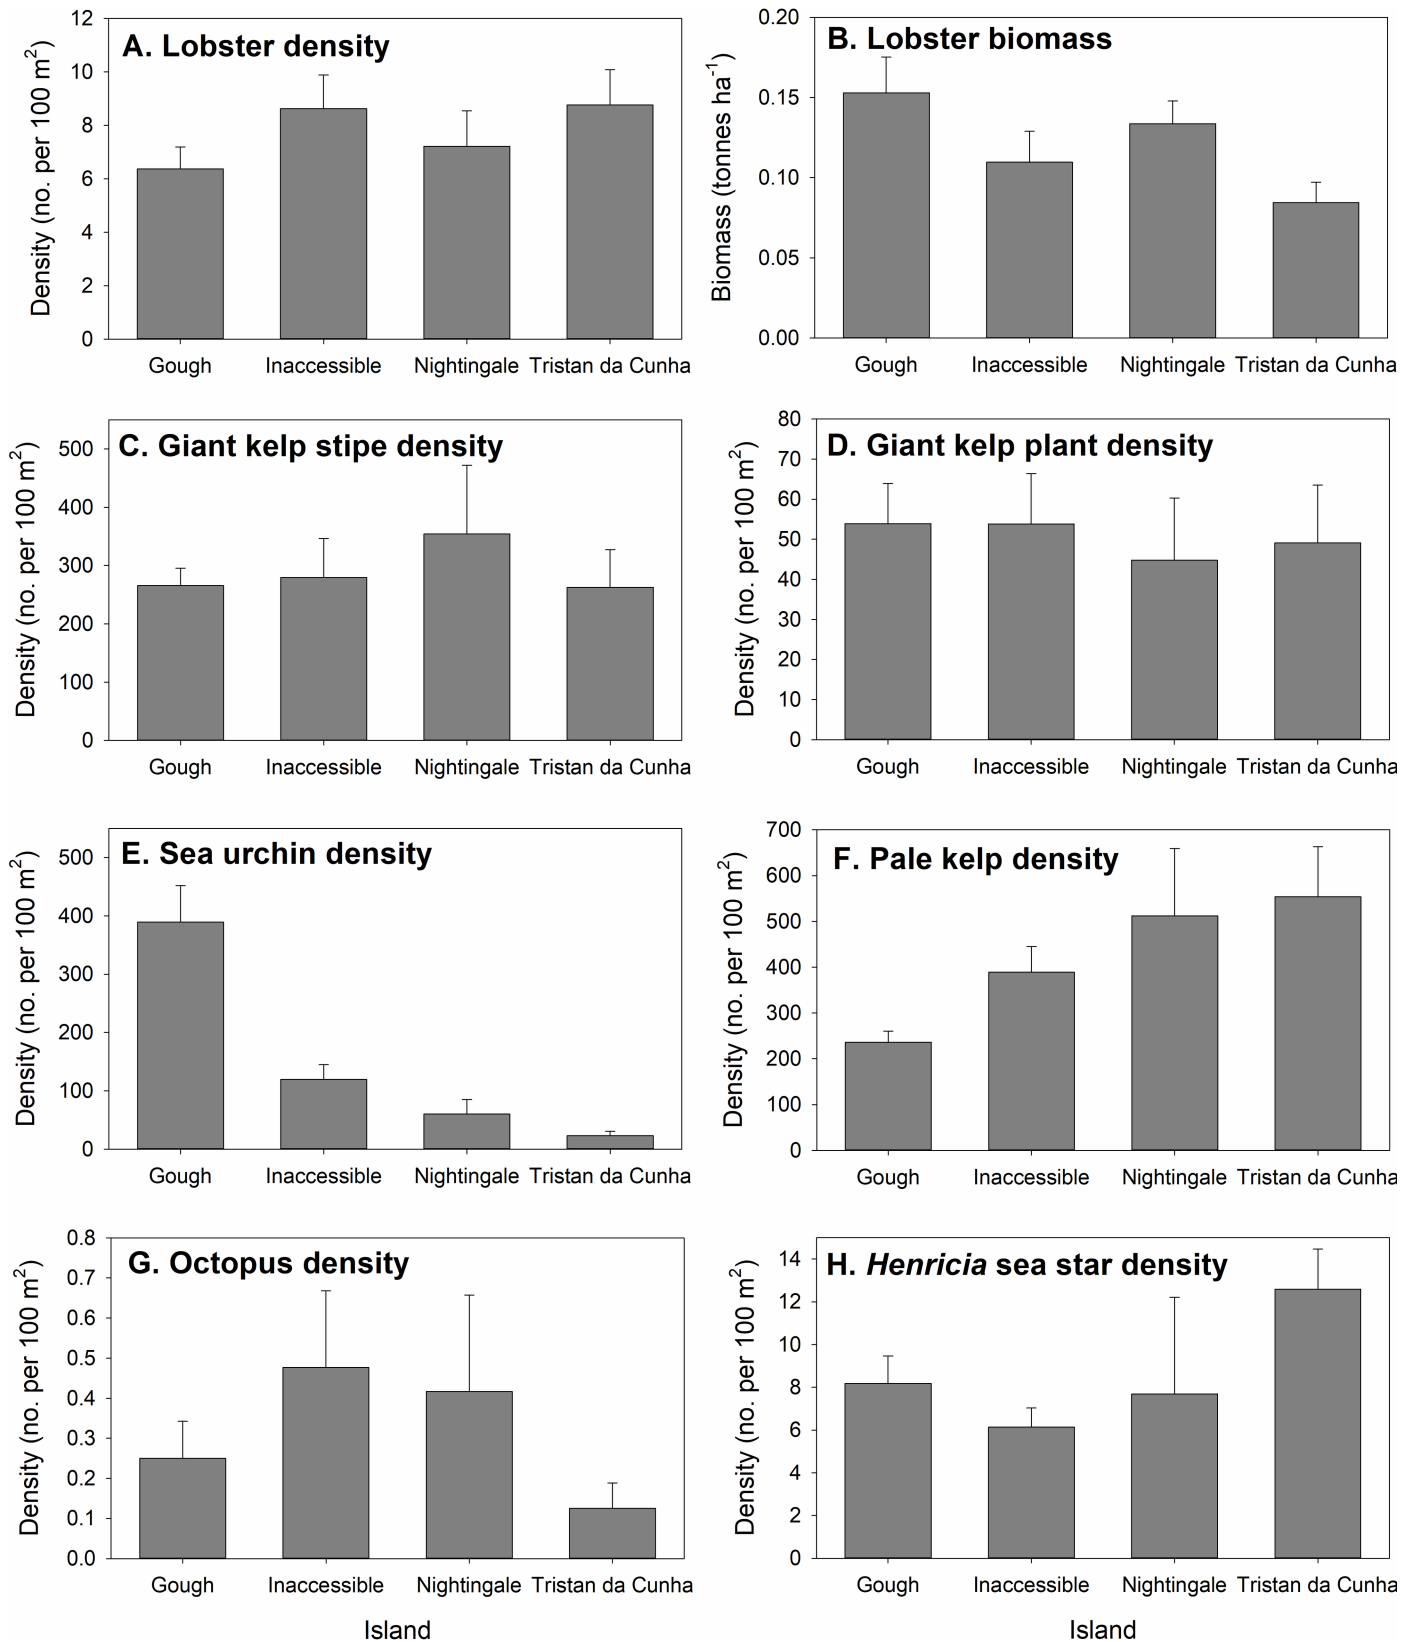 A. Lobster density
Density (no. per 100 m²)
12
10
8
6
4
2
0
Gough Inaccessible Nightingale Tristan da Cunha
B. Lobster biomass
Biomass (tonnes ha⁻¹)
0.20
0.15
0.10
0.05
0.00
Gough Inaccessible Nightingale Tristan da Cunha
C. Giant kelp stipe density
Density (no. per 100 m²)
500
400
300
200
100
0
Gough Inaccessible Nightingale Tristan da Cunha
D. Giant kelp plant density
Density (no. per 100 m²)
80
70
60
50
40
30
20
10
0
Gough Inaccessible Nightingale Tristan da Cunha
E. Sea urchin density
Density (no. per 100 m²)
500
400
300
200
100
0
Gough Inaccessible Nightingale Tristan da Cunha
F. Pale kelp density
Density (no. per 100 m²)
700
600
500
400
300
200
100
0
Gough Inaccessible Nightingale Tristan da Cunha
G. Octopus density
Density (no. per 100 m²)
0.8
0.7
0.6
0.5
0.4
0.3
0.2
0.1
0.0
Gough Inaccessible Nightingale Tristan da Cunha
Island
H. Henricia sea star density
Density (no. per 100 m²)
14
12
10
8
6
4
2
0
Gough Inaccessible Nightingale Tristan da Cunha
Island